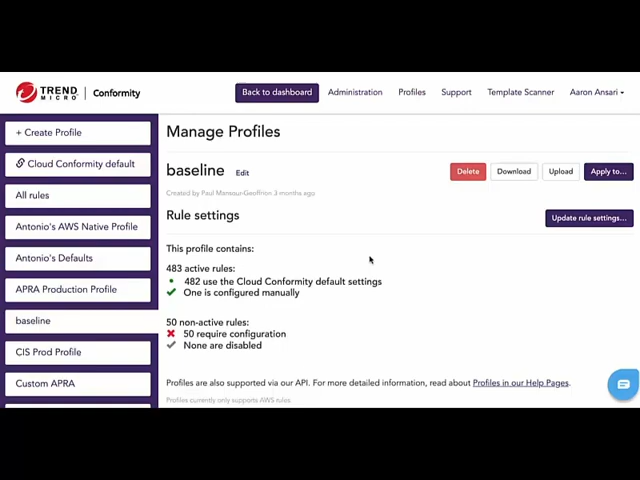 TREND MICRO | Conformity
Back to dashboard Administration Profiles Support Template Scanner Aaron Ansari
+ Create Profile
Cloud Conformity default
All rules
Antonio's AWS Native Profile
Antonio's Defaults
APRA Production Profile
baseline
CIS Prod Profile
Custom APRA
Manage Profiles
baseline Edit
Delete Download Upload Apply to...
Created by Paul Mansour-Geoffrion 3 months ago
Rule settings
Update rule settings...
This profile contains:
483 active rules:
482 use the Cloud Conformity default settings
One is configured manually
50 non-active rules:
50 require configuration
None are disabled
Profiles are also supported via our API. For more detailed information, read about Profiles in our Help Pages.
Profiles currently only supports AWS rules.